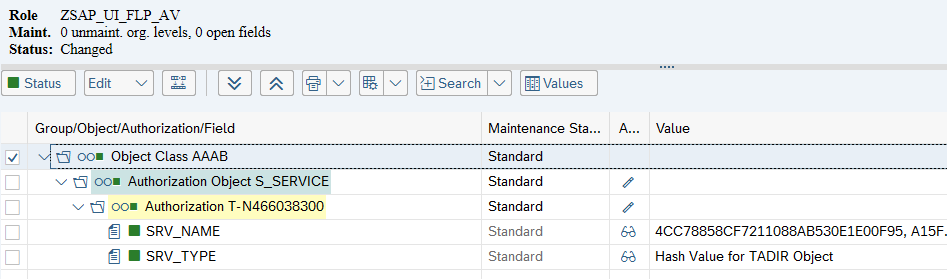 Role ZSAP_UI_FLP_AV
Maint. 0 unmaint. org. levels, 0 open fields
Status: Changed
Status Edit Search Values
Group/Object/Authorization/Field Maintenance Sta... A... Value
Object Class AAAB Standard
Authorization Object S_SERVICE Standard
Authorization T-N466038300 Standard
SRV_NAME Standard 4CC78858CF7211088AB530E1E00F95, A15F.
SRV_TYPE Standard Hash Value for TADIR Object